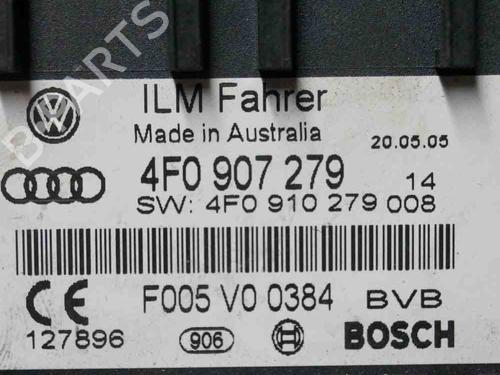 ILM Fahrer
Made in Australia 20.05.05
4F0 907 279 14
SW: 4F0 910 279 008
F005 V0 0384 BVB
127896 906 BOSCH